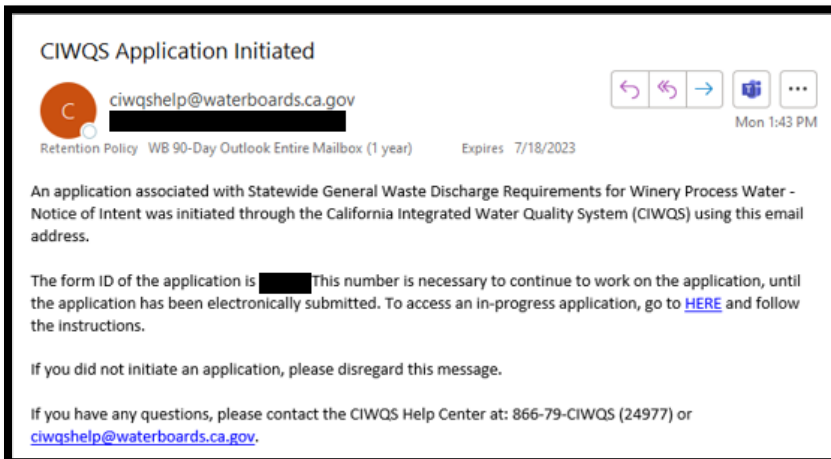 CIWQS Application Initiated
C
ciwqshelp@waterboards.ca.gov
Mon 1:43 PM
Retention Policy WB 90-Day Outlook Entire Mailbox (1 year) Expires 7/18/2023
An application associated with Statewide General Waste Discharge Requirements for Winery Process Water -
Notice of Intent was initiated through the California Integrated Water Quality System (CIWQS) using this email
address.
The form ID of the application is This number is necessary to continue to work on the application, until
the application has been electronically submitted. To access an in-progress application, go to HERE and follow
the instructions.
If you did not initiate an application, please disregard this message.
If you have any questions, please contact the CIWQS Help Center at: 866-79-CIWQS (24977) or
ciwqshelp@waterboards.ca.gov.